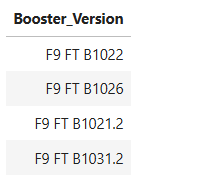 Booster_Version
F9 FT B1022
F9 FT B1026
F9 FT B1021.2
F9 FT B1031.2